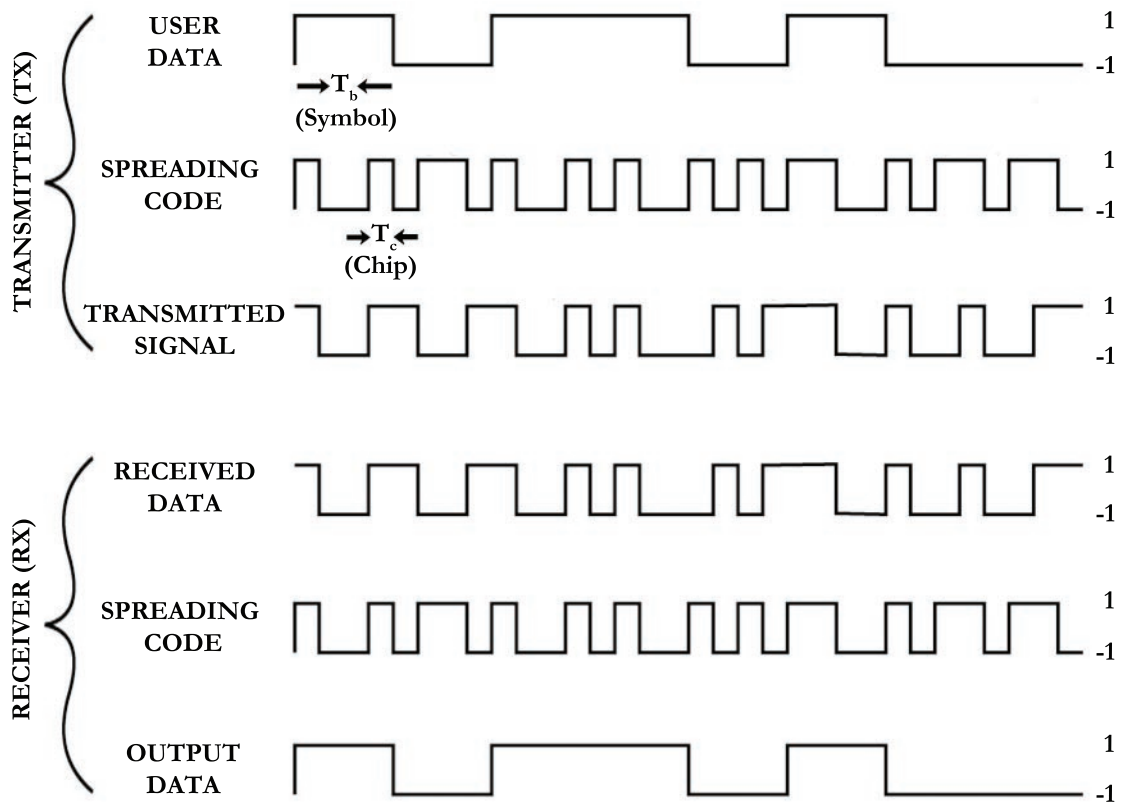 TRANSMITTER (TX)
USER
DATA
1
-1
T_b
(Symbol)
SPREADING
CODE
1
-1
T_c
(Chip)
TRANSMITTED
SIGNAL
1
-1
RECEIVER (RX)
RECEIVED
DATA
1
-1
SPREADING
CODE
1
-1
OUTPUT
DATA
1
-1